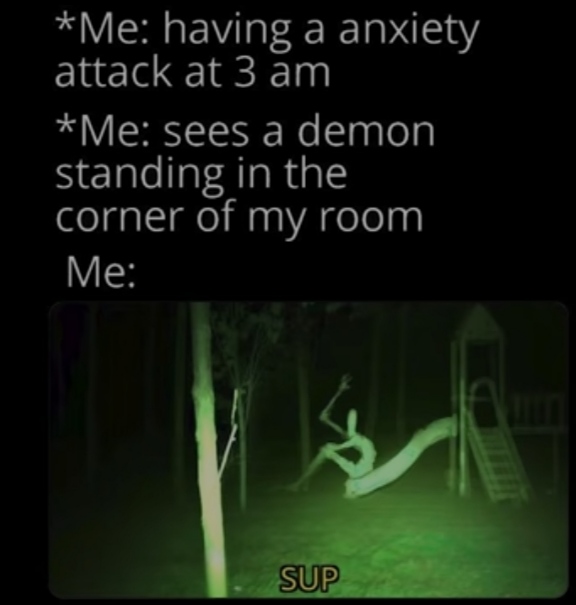 *Me: having a anxiety
attack at 3 am
*Me: sees a demon
standing in the
corner of my room
Me:
SUP